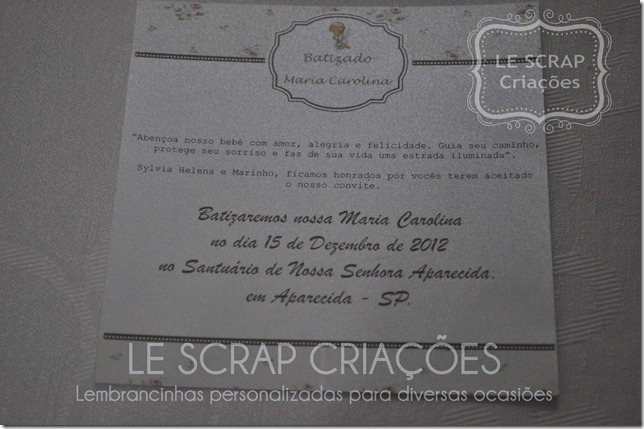 LE SCRAP
Criações
Batizado
Maria Carolina
"Abençoa nosso bebê com amor, alegria e felicidade. Guia seu caminho,
protege seu sorriso e faz de sua vida uma estrada iluminada".
Sylvia Helena e Marinho, ficamos honrados por vocês terem aceitado
o nosso convite.
Batizaremos nossa Maria Carolina
no dia 15 de Dezembro de 2012
no Santuário de Nossa Senhora Aparecida.
em Aparecida - SP.
LE SCRAP CRIAÇÕES
Lembrancinhas personalizadas para diversas ocasiões